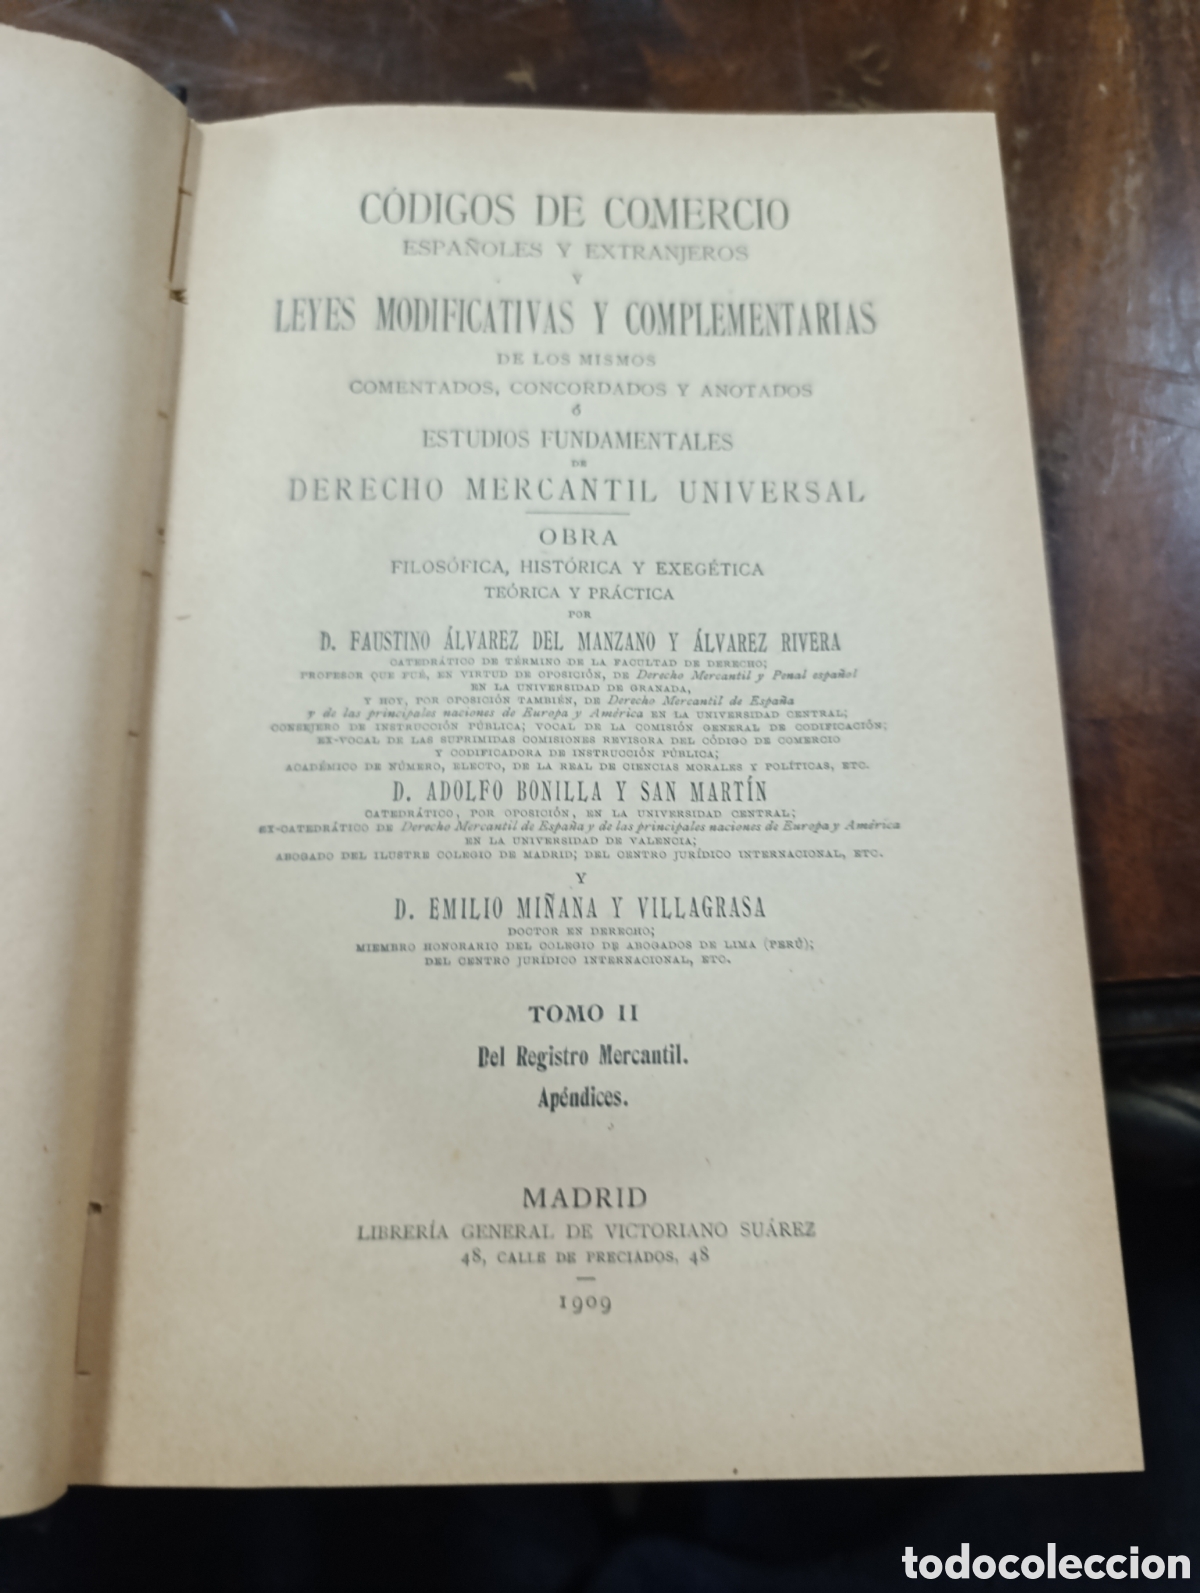 CÓDIGOS DE COMERCIO
ESPAÑOLES Y EXTRANJEROS
Y
LEYES MODIFICATIVAS Y COMPLEMENTARIAS
DE LOS MISMOS
COMENTADOS, CONCORDADOS Y ANOTADOS
ó
ESTUDIOS FUNDAMENTALES
DE
DERECHO MERCANTIL UNIVERSAL
OBRA
FILOSÓFICA, HISTÓRICA Y EXEGÉTICA
TEÓRICA Y PRÁCTICA
POR
D. FAUSTINO ÁLVAREZ DEL MANZANO Y ÁLVAREZ RIVERA
CATEDRÁTICO DE TÉRMINO DE LA FACULTAD DE DERECHO;
PROFESOR QUE FUÉ, EN VIRTUD DE OPOSICIÓN, DE Derecho Mercantil y Penal español
EN LA UNIVERSIDAD DE GRANADA,
Y HOY, POR OPOSICIÓN TAMBIÉN, DE Derecho Mercantil de España
y de las principales naciones de Europa y América EN LA UNIVERSIDAD CENTRAL;
CONSEJERO DE INSTRUCCIÓN PÚBLICA; VOCAL DE LA COMISIÓN GENERAL DE CODIFICACIÓN;
EX-VOCAL DE LAS SUPRIMIDAS COMISIONES REVISORA DEL CÓDIGO DE COMERCIO
Y CODIFICADORA DE INSTRUCCIÓN PÚBLICA;
ACADÉMICO DE NÚMERO, ELECTO, DE LA REAL DE CIENCIAS MORALES Y POLÍTICAS, ETC.
D. ADOLFO BONILLA Y SAN MARTÍN
CATEDRÁTICO, POR OPOSICIÓN, EN LA UNIVERSIDAD CENTRAL;
EX-CATEDRÁTICO DE Derecho Mercantil de España y de las principales naciones de Europa y América
EN LA UNIVERSIDAD DE VALENCIA;
ABOGADO DEL ILUSTRE COLEGIO DE MADRID; DEL CENTRO JURÍDICO INTERNACIONAL, ETC.
Y
D. EMILIO MIÑANA Y VILLAGRASA
DOCTOR EN DERECHO;
MIEMBRO HONORARIO DEL COLEGIO DE ABOGADOS DE LIMA (PERÚ);
DEL CENTRO JURÍDICO INTERNACIONAL, ETC.
TOMO II
Del Registro Mercantil.
Apéndices.
MADRID
LIBRERÍA GENERAL DE VICTORIANO SUÁREZ
48, CALLE DE PRECIADOS, 48
1909
todocoleccion